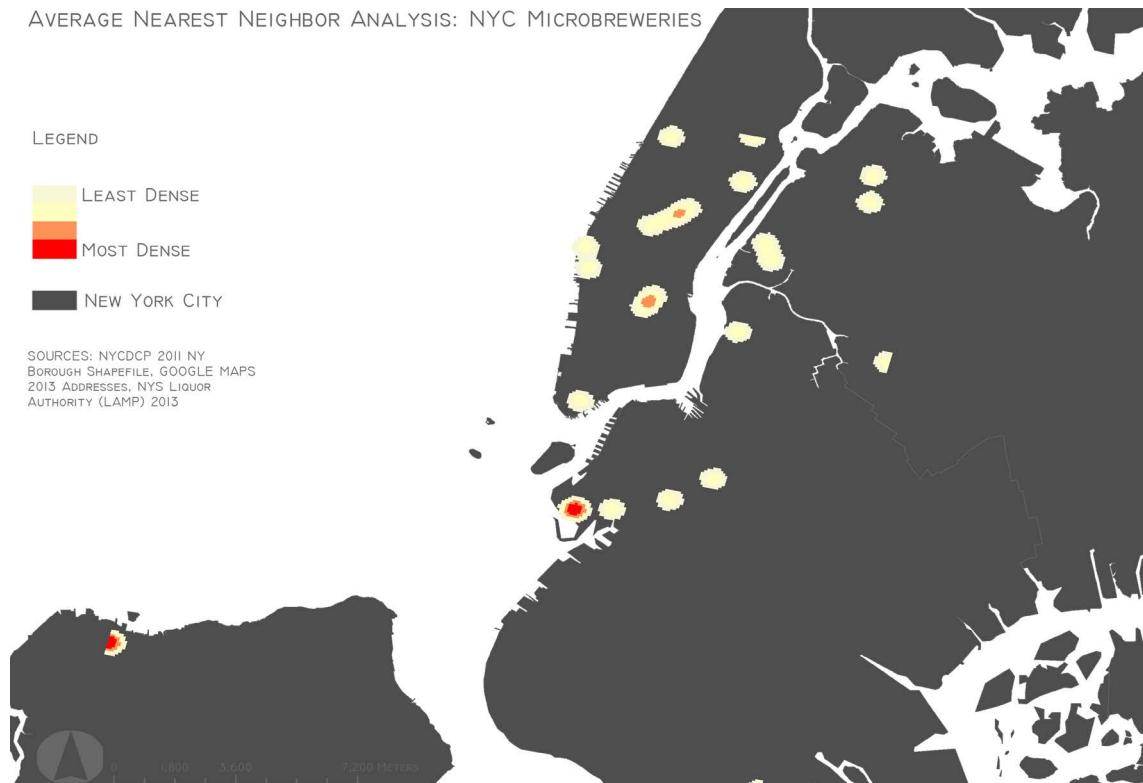 Average Nearest Neighbor Analysis: NYC Microbreweries
Legend
Least Dense
Most Dense
New York City
SOURCES: NYCDCP 2011 NY
Borough Shapefile, GOOGLE MAPS
2013 Addresses, NYS Liquor
Authority (LAMP) 2013
0 1,800 3,600 7,200 Meters